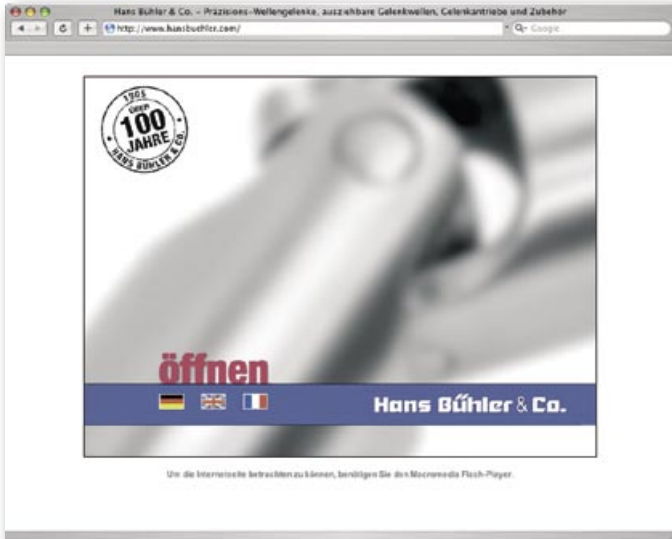 Hans Bühler & Co. – Präzisions-Wellengelenke, ausziehbare Gelenkwellen, Gelenkantriebe und Zubehör
http://www.hansbuehler.com/
Google
1905
über
100
JAHRE
HANS BÜHLER & CO.
öffnen
Hans Bühler & Co.
Um die Internetseite betrachten zu können, benötigen Sie den Macromedia Flash-Player.